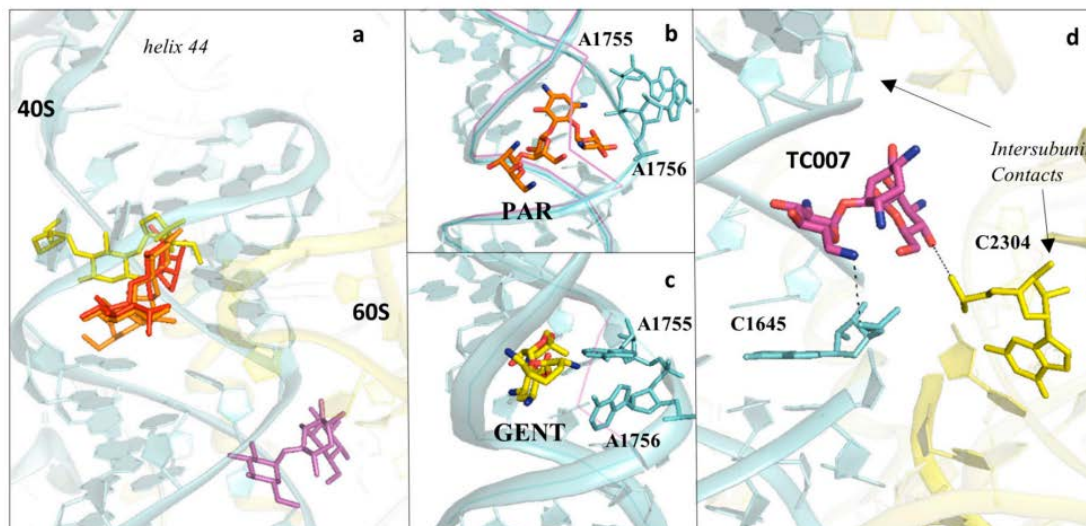 a
helix 44
40S
60S
b
A1755
A1756
PAR
c
A1755
A1756
GENT
d
TC007
Intersubuni
Contacts
C2304
C1645